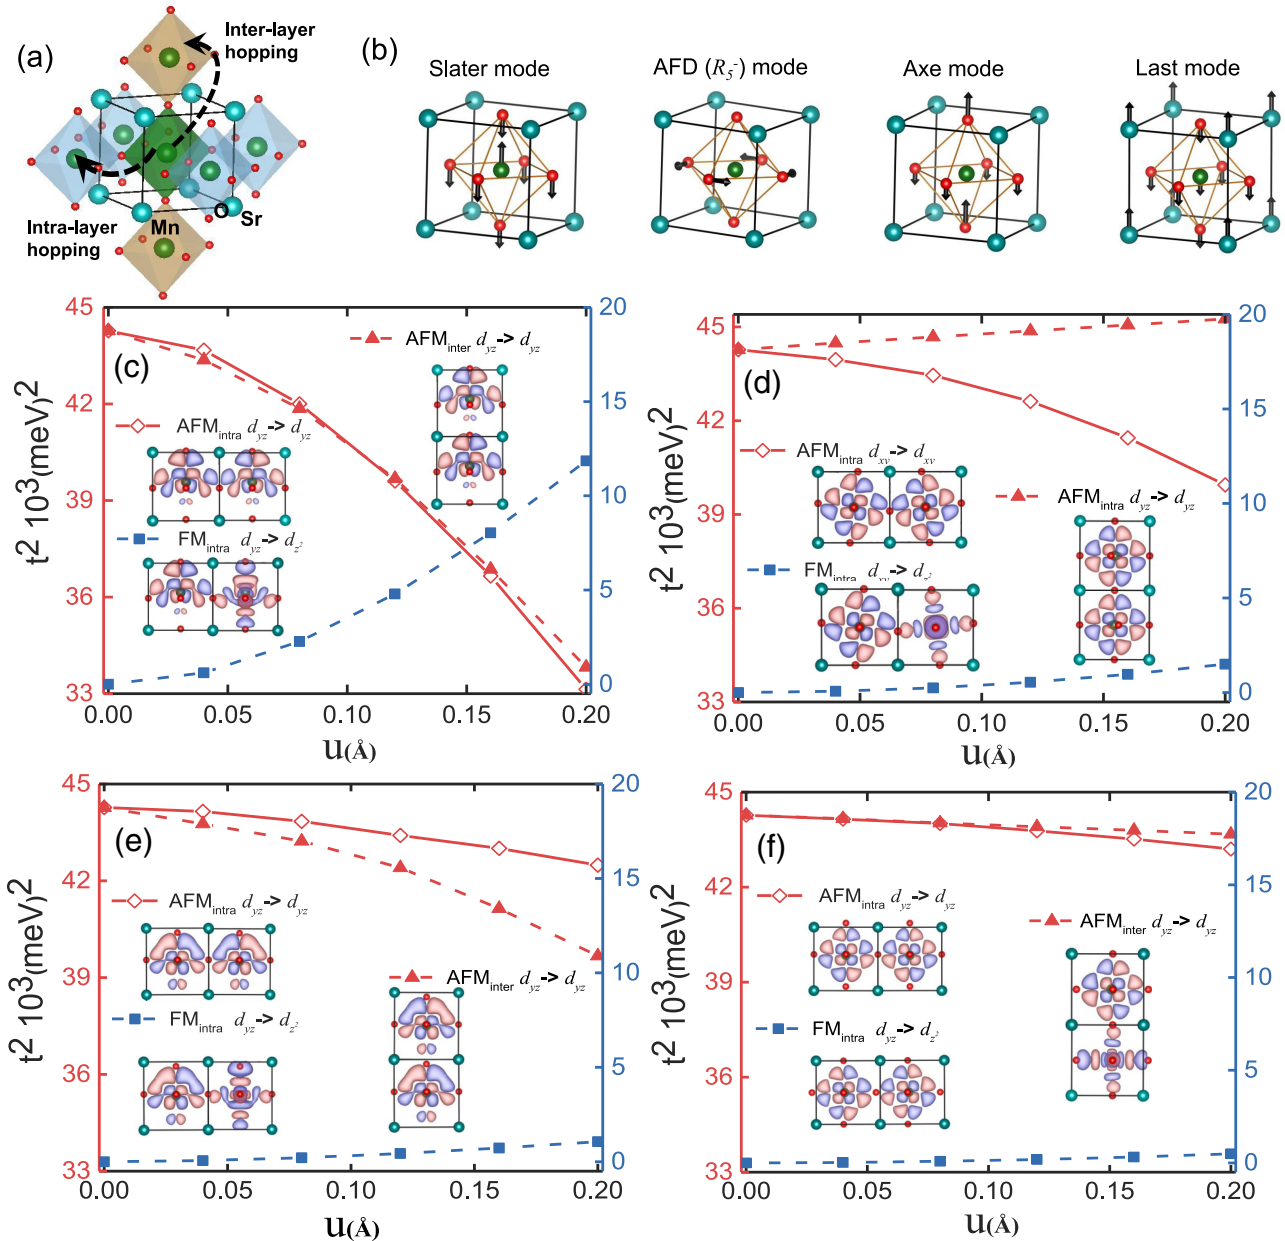 (a)
Inter-layer
hopping
Intra-layer
hopping
Mn
O
Sr
(b)
Slater mode
AFD (R5-) mode
Axe mode
Last mode
(c)
t2 103(meV)2
45
42
39
36
33
20
15
10
5
0
AFMinter dyz-> dyz
AFMintra dyz-> dyz
FMintra dyz-> dz2
0.00 0.05 0.10 0.15 0.20
u(Å)
(d)
t2 103(meV)2
45
42
39
36
33
20
15
10
5
0
AFMintra dxy-> dxy
AFMintra dyz-> dyz
FMintra dxy-> dz2
0.00 0.05 0.10 0.15 0.20
u(Å)
(e)
t2 103(meV)2
45
42
39
36
33
20
15
10
5
0
AFMintra dyz-> dyz
AFMinter dyz-> dyz
FMintra dyz-> dz2
0.00 0.05 0.10 0.15 0.20
u(Å)
(f)
t2 103(meV)2
45
42
39
36
33
20
15
10
5
0
AFMintra dyz-> dyz
AFMinter dyz-> dyz
FMintra dyz-> dz2
0.00 0.05 0.10 0.15 0.20
u(Å)